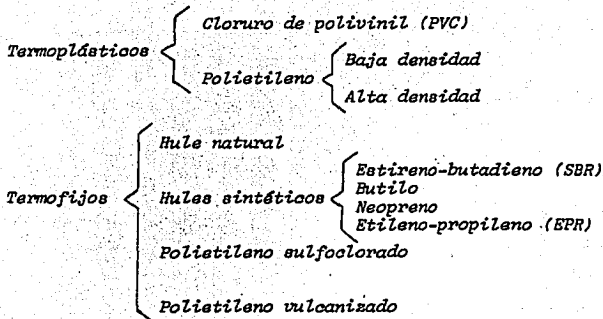 Cloruro de polivinil (PVC)
Termoplásticos
Polietileno
Baja densidad
Alta densidad
Hule natural
Termofijos
Hules sintéticos
Estireno-butadieno (SBR)
Butilo
Neopreno
Etileno-propileno (EPR)
Polietileno sulfoclorado
Polietileno vulcanizado